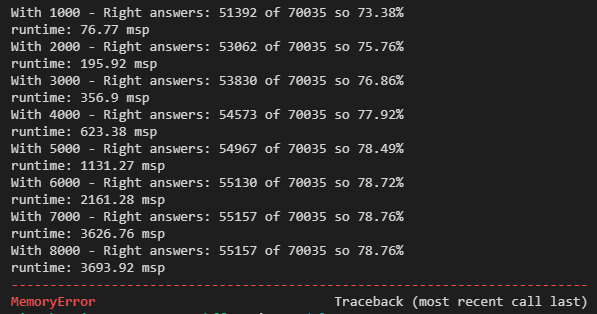 With 1000 - Right answers: 51392 of 70035 so 73.38%
runtime: 76.77 msp
With 2000 - Right answers: 53062 of 70035 so 75.76%
runtime: 195.92 msp
With 3000 - Right answers: 53830 of 70035 so 76.86%
runtime: 356.9 msp
With 4000 - Right answers: 54573 of 70035 so 77.92%
runtime: 623.38 msp
With 5000 - Right answers: 54967 of 70035 so 78.49%
runtime: 1131.27 msp
With 6000 - Right answers: 55130 of 70035 so 78.72%
runtime: 2161.28 msp
With 7000 - Right answers: 55157 of 70035 so 78.76%
runtime: 3626.76 msp
With 8000 - Right answers: 55157 of 70035 so 78.76%
runtime: 3693.92 msp
---------------------------------------------------------------------------
MemoryError                               Traceback (most recent call last)